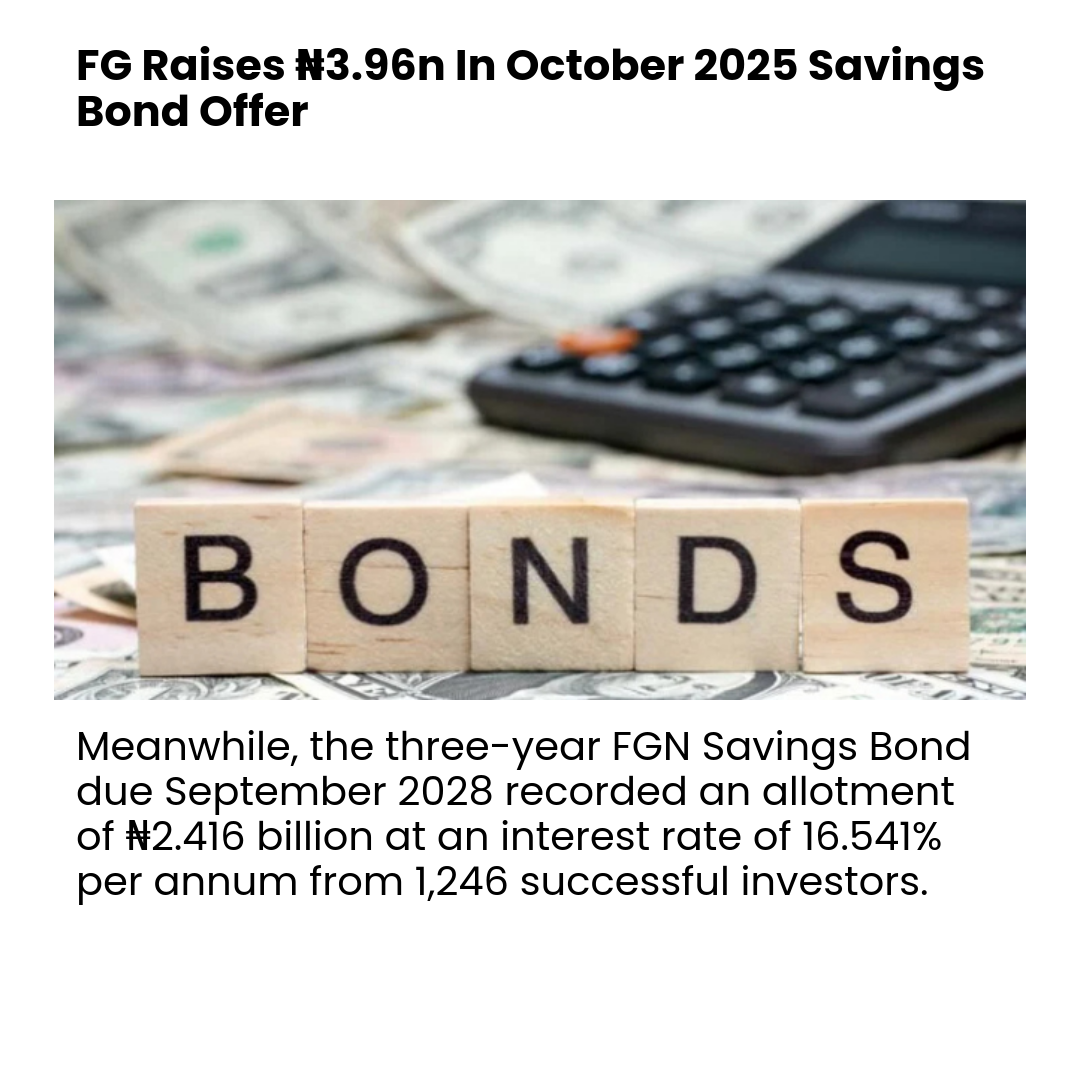 FG Raises ₦3.96n In October 2025 Savings
Bond Offer
BONDS
Meanwhile, the three-year FGN Savings Bond
due September 2028 recorded an allotment
of ₦2.416 billion at an interest rate of 16.541%
per annum from 1,246 successful investors.